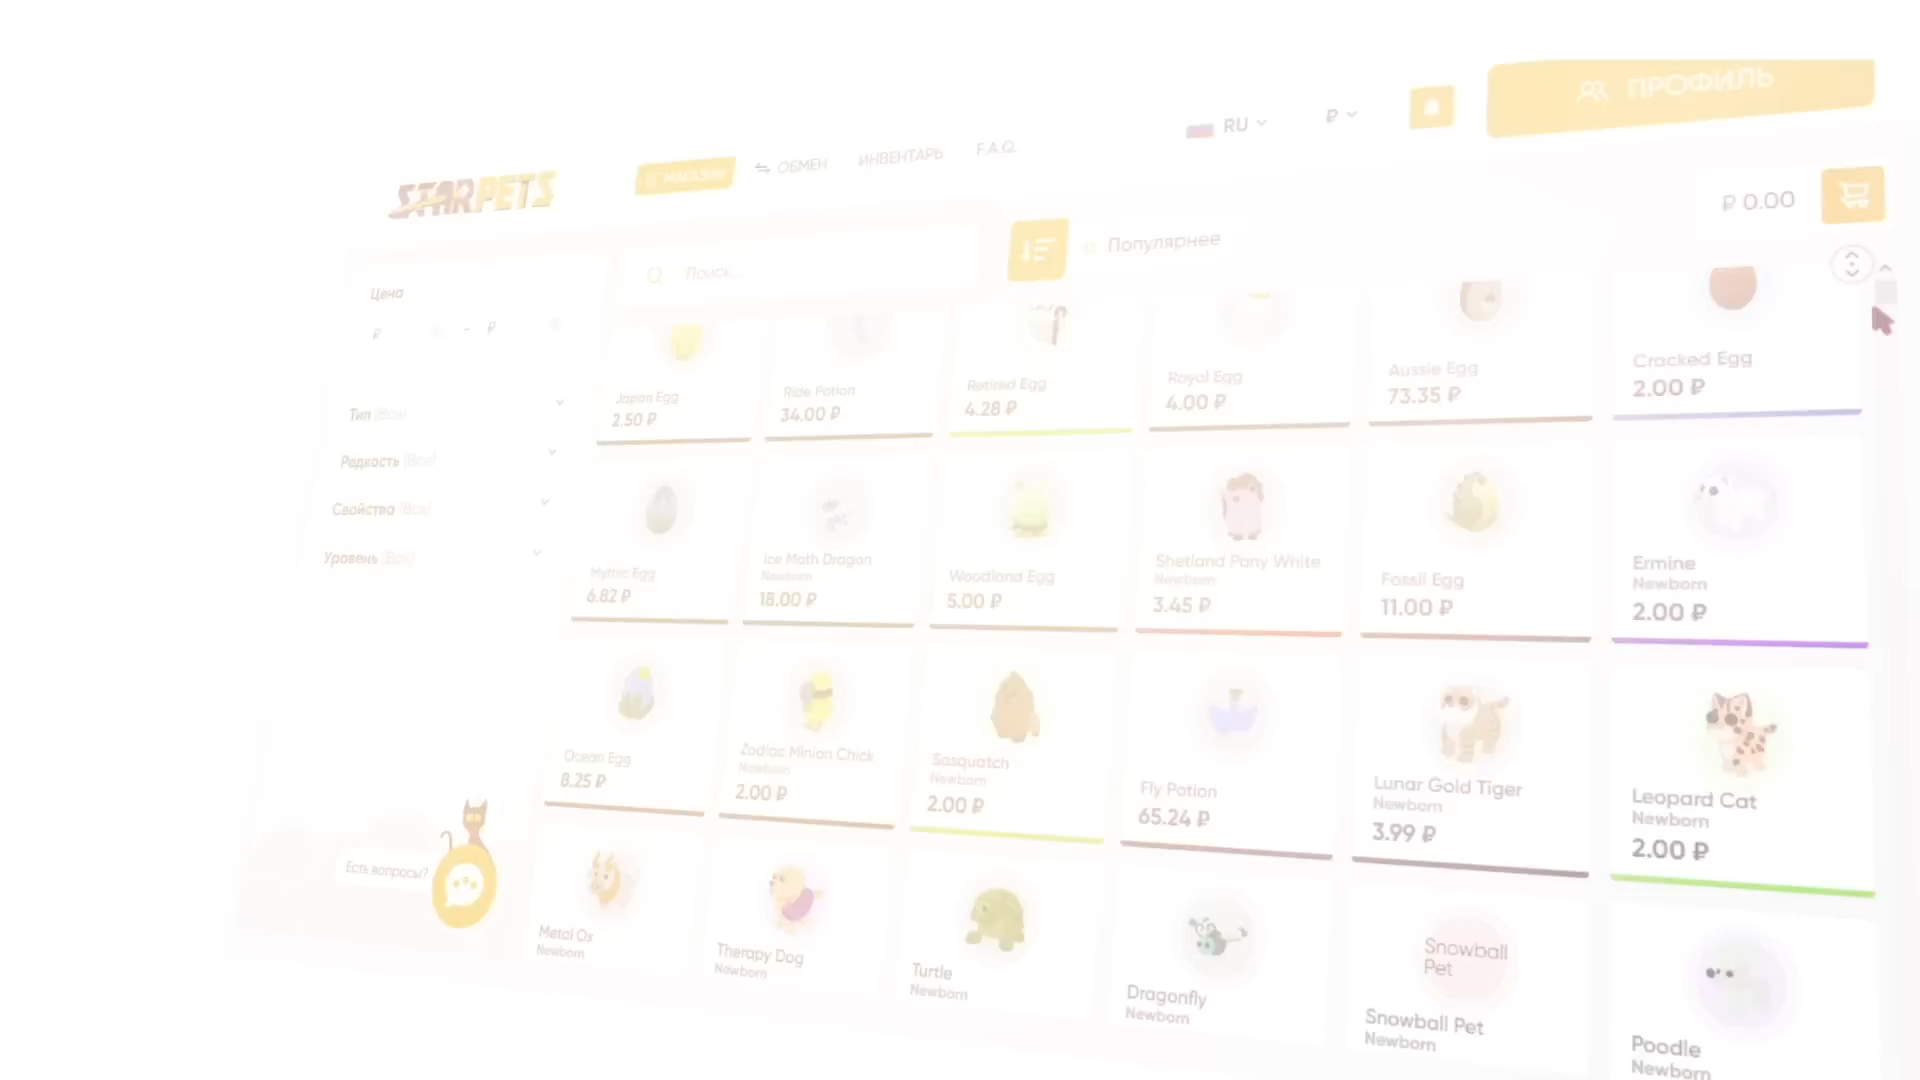 ПРОФИЛЬ
RU
₽
STARPETS
МАГАЗИН
ОБМЕН
ИНВЕНТАРЬ
F.A.Q.
₽ 0.00
Поиск...
Популярнее
Цена
₽ - ₽
Тип (Все)
Редкость (Все)
Свойства (Все)
Уровень (Все)
Есть вопросы?
Japan Egg
2.50 ₽
Ride Potion
34.00 ₽
Retired Egg
4.28 ₽
Royal Egg
4.00 ₽
Aussie Egg
73.35 ₽
Cracked Egg
2.00 ₽
Mythic Egg
6.82 ₽
Ice Moth Dragon
Newborn
18.00 ₽
Woodland Egg
5.00 ₽
Shetland Pony White
Newborn
3.45 ₽
Fossil Egg
11.00 ₽
Ermine
Newborn
2.00 ₽
Ocean Egg
8.25 ₽
Zodiac Minion Chick
Newborn
2.00 ₽
Sasquatch
Newborn
2.00 ₽
Fly Potion
65.24 ₽
Lunar Gold Tiger
Newborn
3.99 ₽
Leopard Cat
Newborn
2.00 ₽
Metal Ox
Newborn
Therapy Dog
Newborn
Turtle
Newborn
Dragonfly
Newborn
Snowball
Pet
Snowball Pet
Newborn
Poodle
Newborn